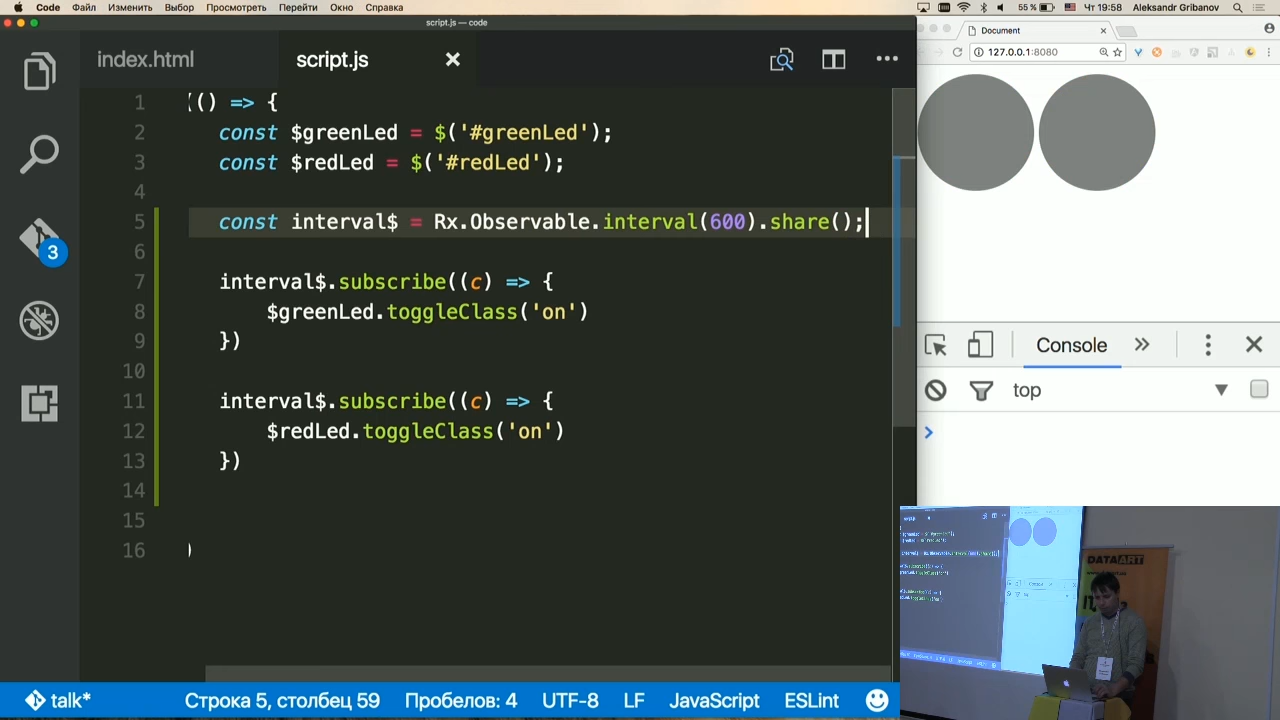 Code Файл Изменить Выбор Просмотреть Перейти Окно Справка 55 % Чт 19:58 Aleksandr Gribanov
script.js — code
index.html script.js
Document
127.0.0.1:8080
1 (() => {
2 const $greenLed = $('#greenLed');
3 const $redLed = $('#redLed');
4
5 const interval$ = Rx.Observable.interval(600).share();
6
7 interval$.subscribe((c) => {
8 $greenLed.toggleClass('on')
9 })
10
11 interval$.subscribe((c) => {
12 $redLed.toggleClass('on')
13 })
14
15
16 )
3
Console
top
DATAART
talk* Строка 5, столбец 59 Пробелов: 4 UTF-8 LF JavaScript ESLint